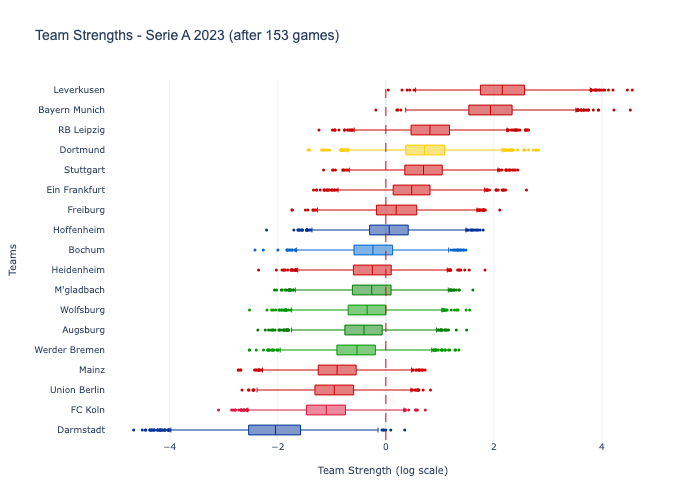 Team Strengths - Serie A 2023 (after 153 games)
Leverkusen
Bayern Munich
RB Leipzig
Dortmund
Stuttgart
Ein Frankfurt
Freiburg
Hoffenheim
Bochum
Heidenheim
M'gladbach
Wolfsburg
Augsburg
Werder Bremen
Mainz
Union Berlin
FC Koln
Darmstadt
Teams
−4 −2 0 2 4
Team Strength (log scale)